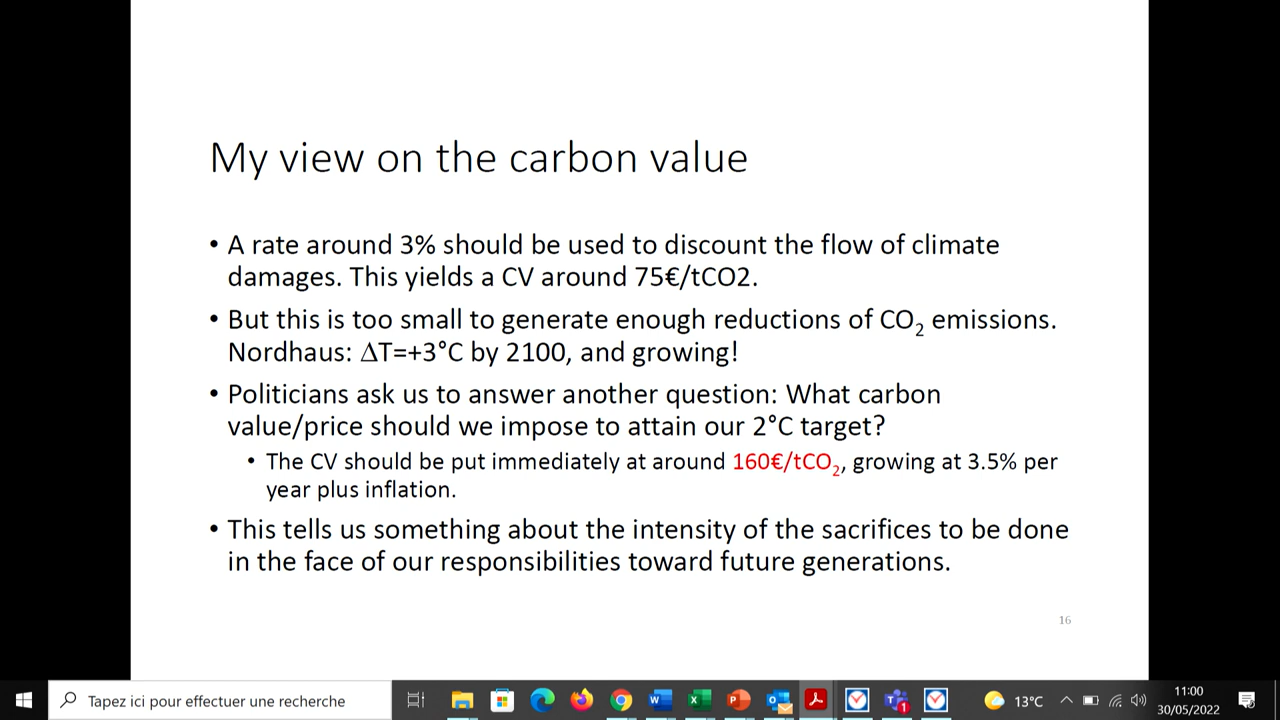 My view on the carbon value
• A rate around 3% should be used to discount the flow of climate
damages. This yields a CV around 75€/tCO2.
• But this is too small to generate enough reductions of CO₂ emissions.
Nordhaus: ΔT=+3°C by 2100, and growing!
• Politicians ask us to answer another question: What carbon
value/price should we impose to attain our 2°C target?
• The CV should be put immediately at around 160€/tCO₂, growing at 3.5% per
year plus inflation.
• This tells us something about the intensity of the sacrifices to be done
in the face of our responsibilities toward future generations.
16
Tapez ici pour effectuer une recherche
13°C
11:00
30/05/2022